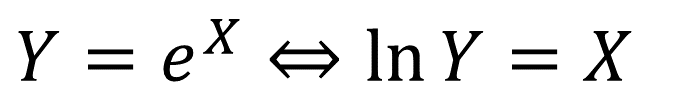 Y = e^X ⇔ ln Y = X